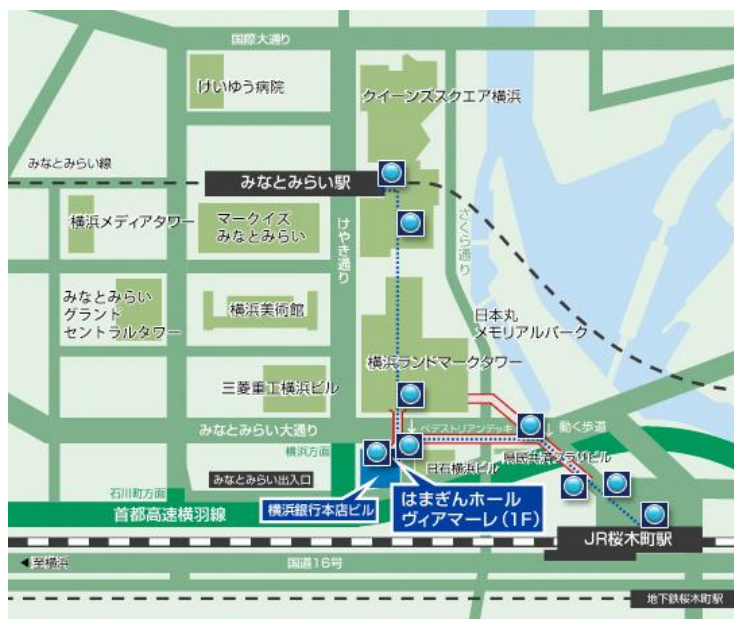 国際大通り
けいゆう病院
クイーンズスクエア横浜
みなとみらい線
みなとみらい駅
横浜メディアタワー
マークイズ
みなとみらい
けやき通り
さくら通り
みなとみらい
グランド
セントラルタワー
横浜美術館
日本丸
メモリアルパーク
横浜ランドマークタワー
三菱重工横浜ビル
みなとみらい大通り
ペデストリアンデッキ
動く歩道
横浜方面
日石横浜ビル
県民共済プラザビル
みなとみらい出入口
石川町方面
首都高速横羽線
横浜銀行本店ビル
はまぎんホール
ヴィアマーレ(1F)
JR桜木町駅
至横浜
国道16号
地下鉄桜木町駅